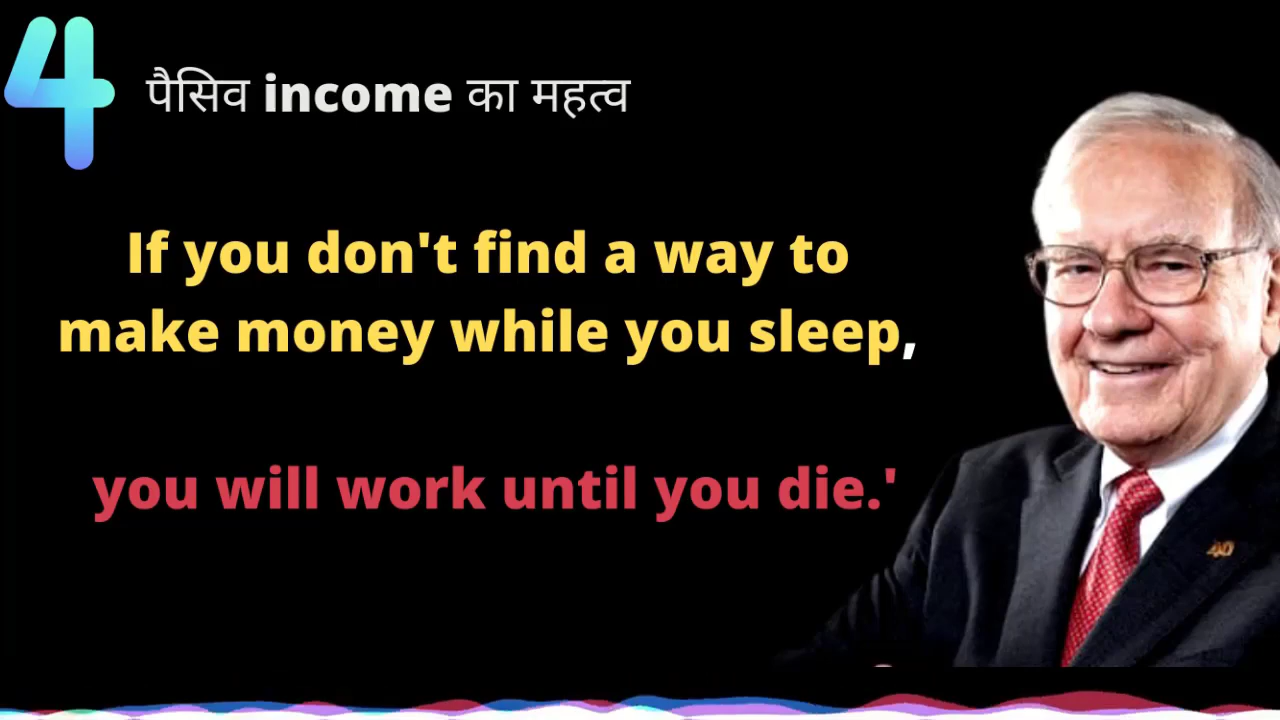 4
पैसिव income का महत्व
If you don't find a way to
make money while you sleep,
you will work until you die.'